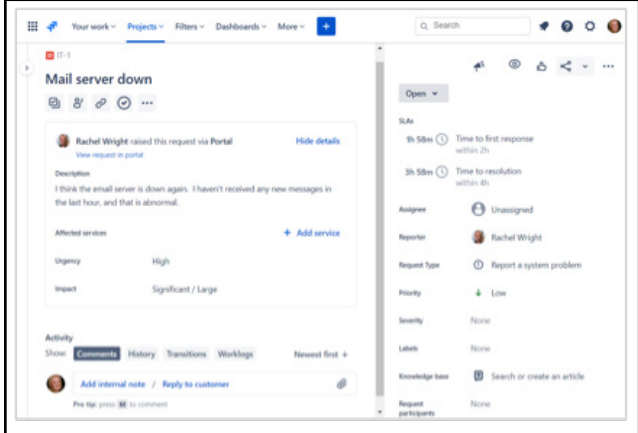 Your work Projects Filters Dashboards More +
Search
IT-1
Mail server down
Rachel Wright raised this request via Portal
Hide details
View request in portal
Description
I think the email server is down again. I haven't received any new messages in
the last hour, and that is abnormal.
Affected services
+ Add service
Urgency High
Impact Significant / Large
Activity
Show: Comments History Transitions Worklogs Newest first
Add internal note / Reply to customer
Pro tip: press M to comment
Open
SLAs
1h 58m Time to first response
within 2h
3h 58m Time to resolution
within 4h
Assignee Unassigned
Reporter Rachel Wright
Request Type Report a system problem
Priority Low
Severity None
Labels None
Knowledge base Search or create an article
Request None
participants